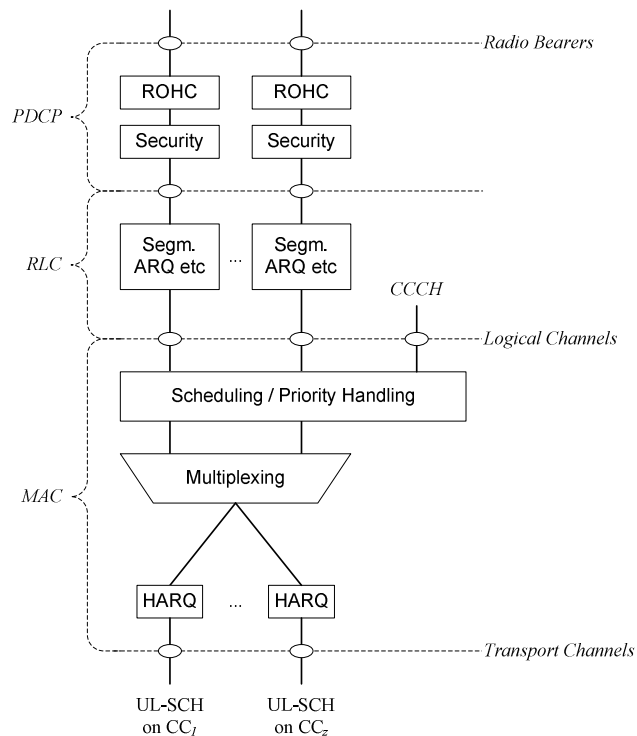 Radio Bearers
ROHC ROHC
PDCP
Security Security
Segm. ... Segm.
ARQ etc ARQ etc
RLC
CCCH
Logical Channels
Scheduling / Priority Handling
Multiplexing
MAC
HARQ ... HARQ
Transport Channels
UL-SCH UL-SCH
on CC1 on CCz